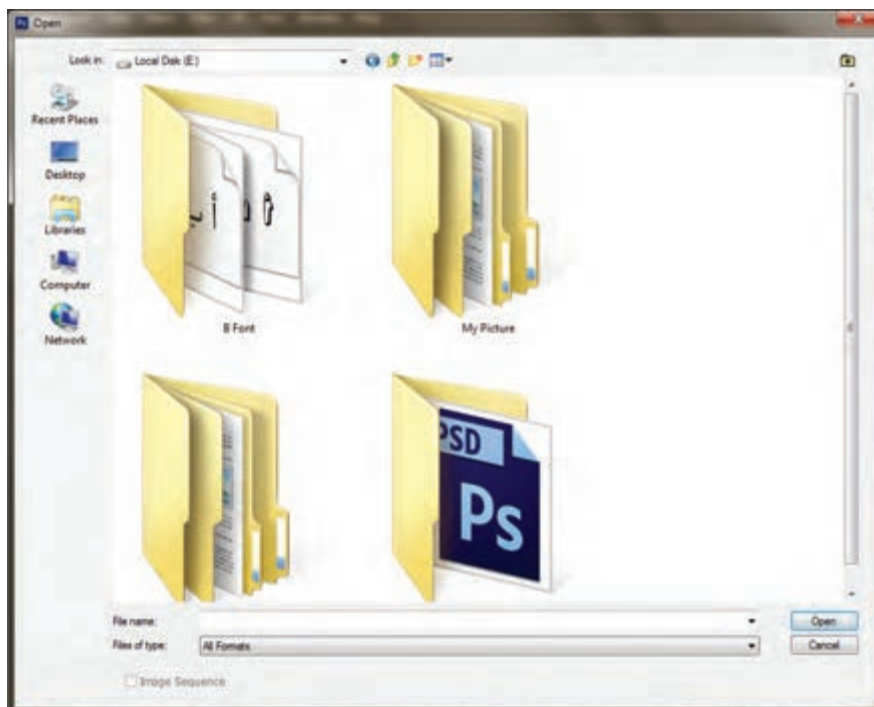 Open
Look in:
Local Disk (E:)
Recent Places
Desktop
Libraries
Computer
Network
B Font
My Picture
PSD
Ps
File name:
Open
Files of type:
All Formats
Cancel
Image Sequence